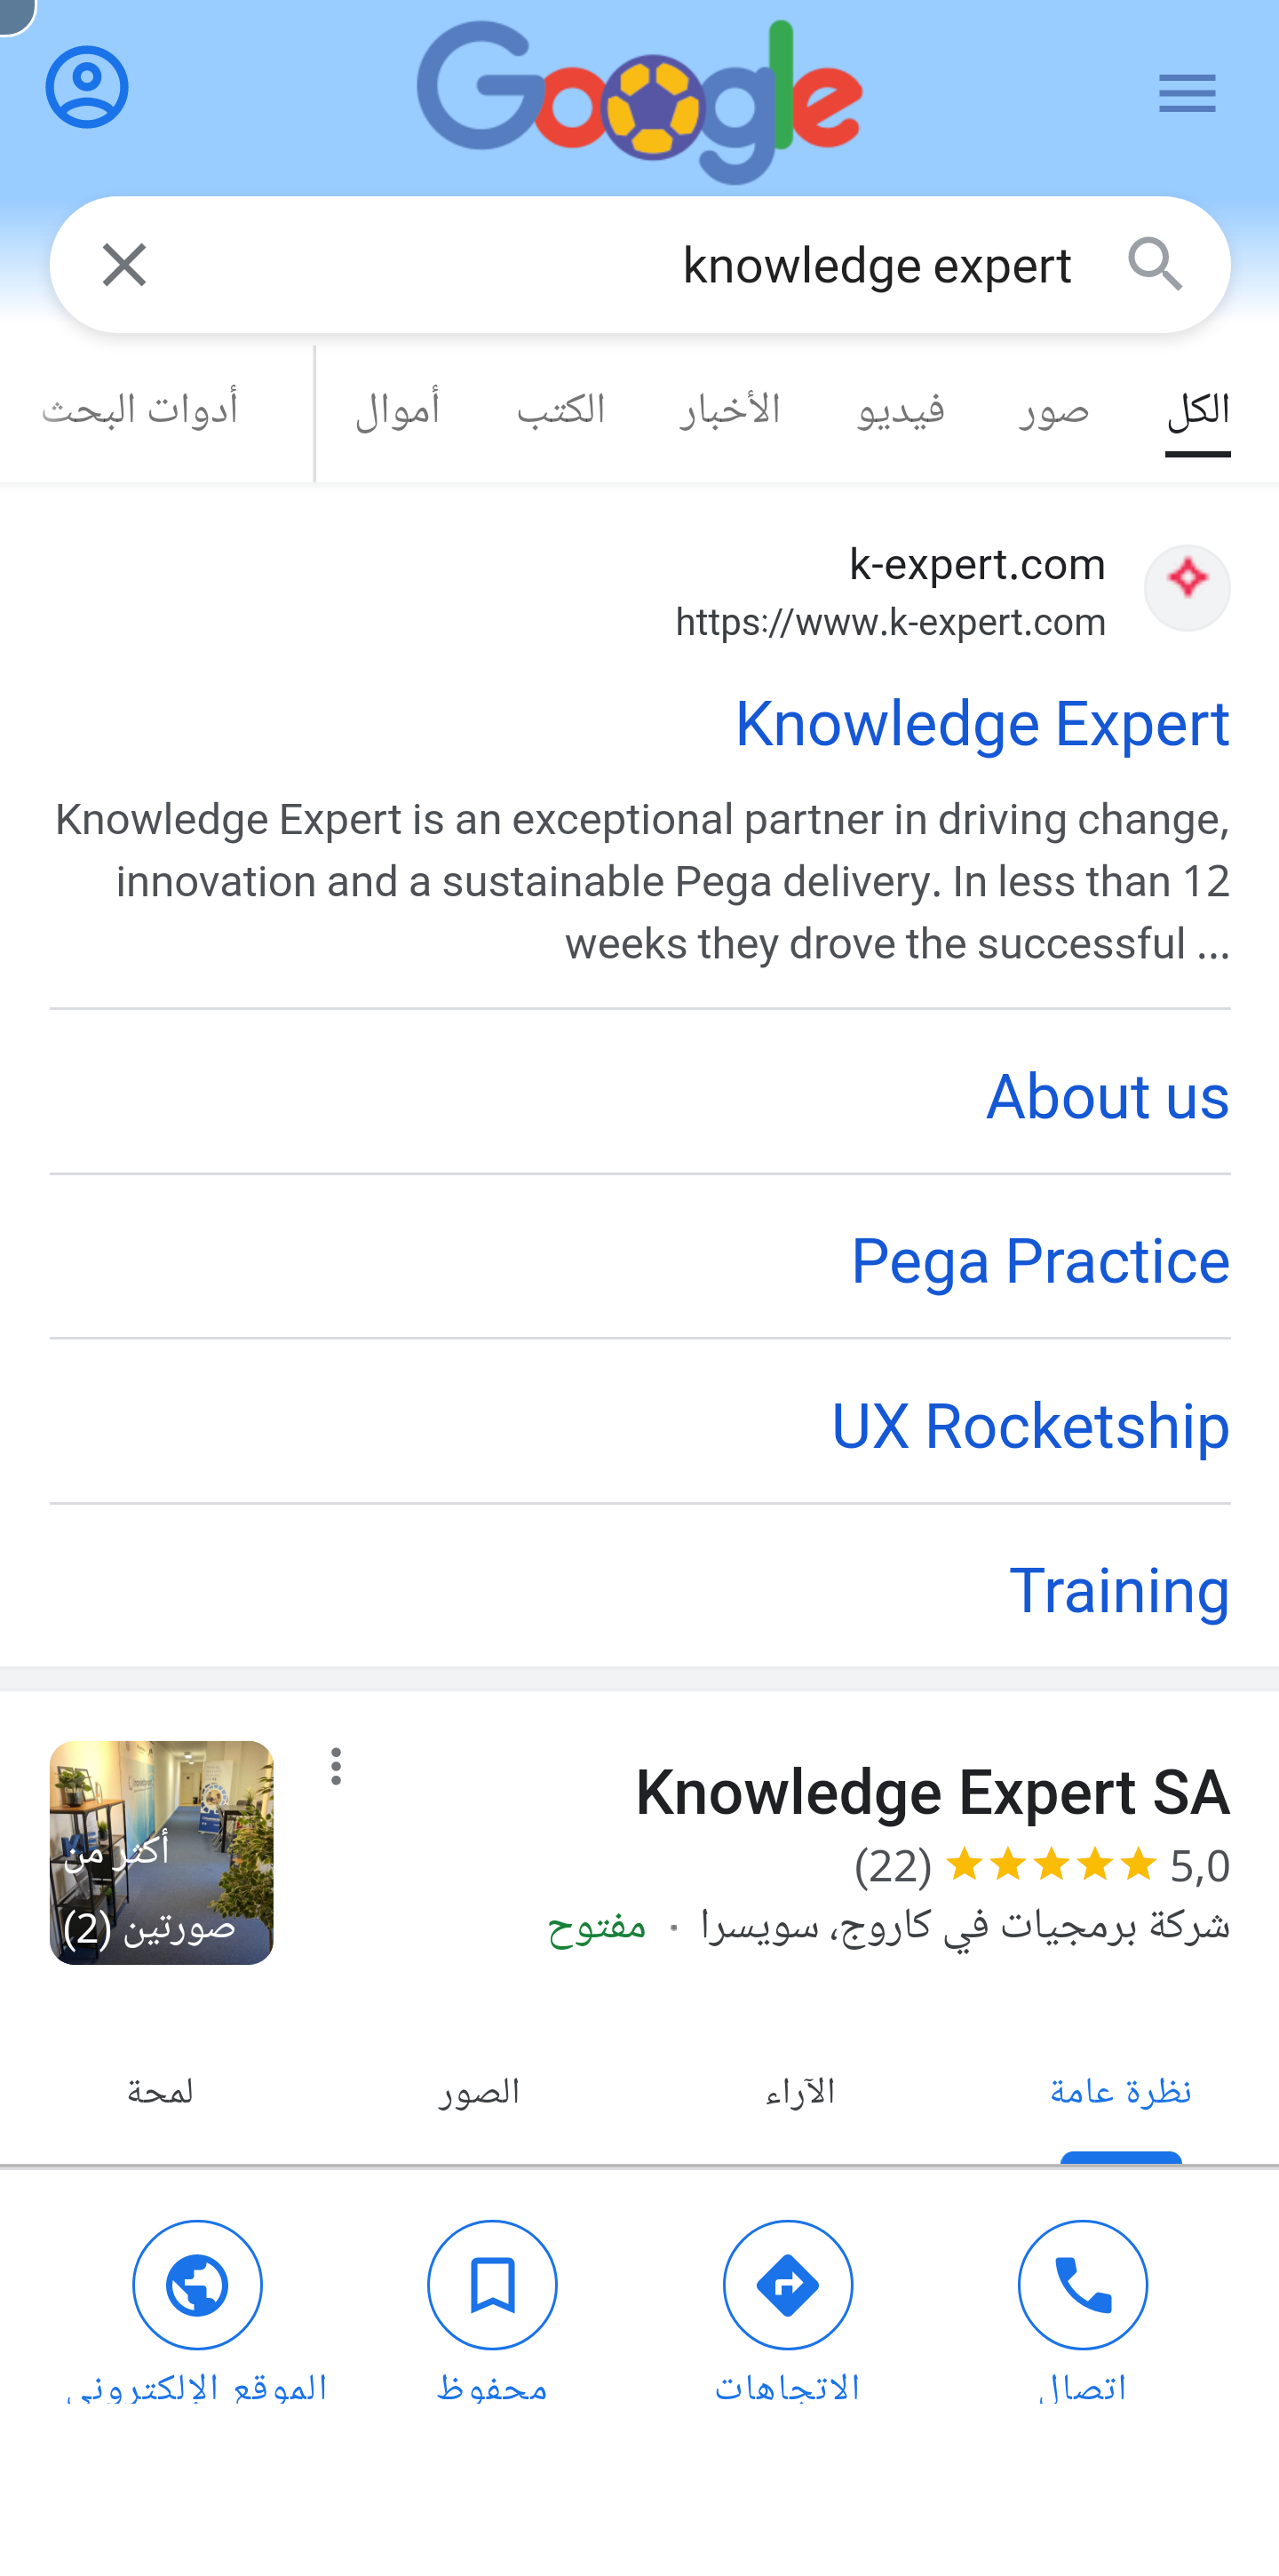 Google
knowledge expert
الكل صور فيديو الأخبار الكتب أموال أدوات البحث
k-expert.com
https://www.k-expert.com
Knowledge Expert
Knowledge Expert is an exceptional partner in driving change,
innovation and a sustainable Pega delivery. In less than 12
weeks they drove the successful ...
About us
Pega Practice
UX Rocketship
Training
Knowledge Expert SA
5,0 (22)
شركة برمجيات في كاروج، سويسرا · مفتوح
أكثر من
صورتين (2)
نظرة عامة الآراء الصور لمحة
اتصال الاتجاهات محفوظ الموقع الإلكتروني